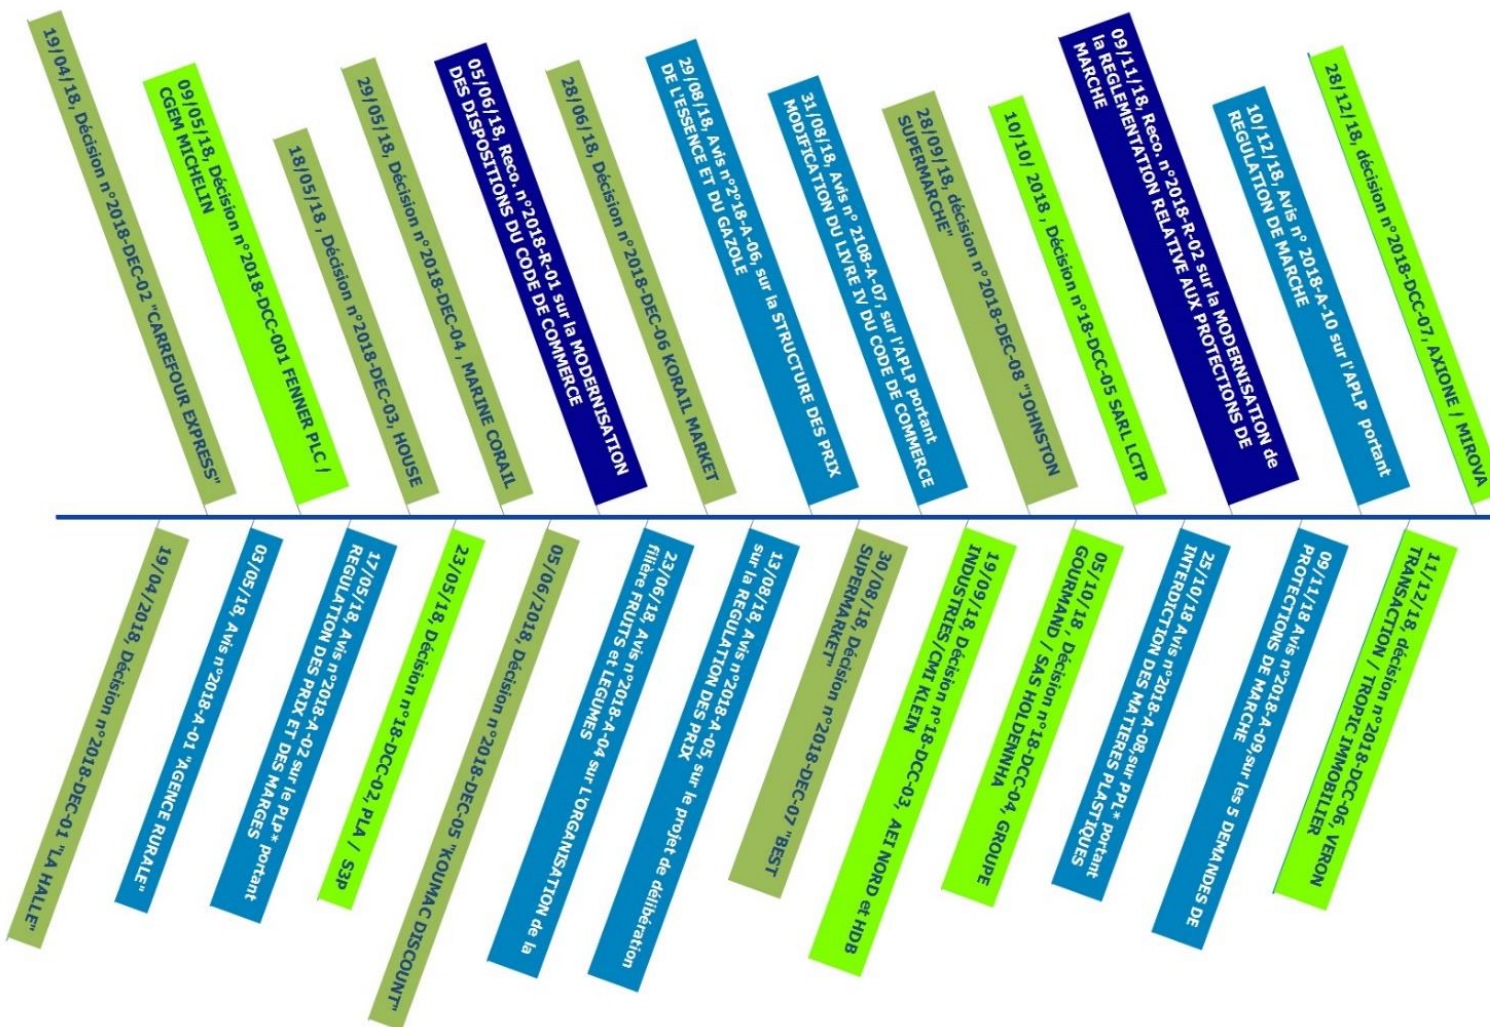 19/04/18, Décision n°2018-DEC-02 "CARREFOUR EXPRESS"
09/05/18, Décision n°2018-DCC-001 FENNER PLC /
CGEM MICHELIN
18/05/18 , Décision n°2018-DEC-03, HOUSE
29/05/18, Décision n°2018-DEC-04 , MARINE CORAIL
05/06/18, Reco. n°2018-R-01 sur la MODERNISATION
DES DISPOSITIONS DU CODE DE COMMERCE
28/06/18, Décision n°2018-DEC-06 KORAIL MARKET
29/08/18, Avis n°2°18-A-06, sur la STRUCTURE DES PRIX
DE L'ESSENCE ET DU GAZOLE
31/08/18, Avis n° 2108-A-07, sur l'APLP portant
MODIFICATION DU LIVRE IV DU CODE DE COMMERCE
28/09/18, décision n°2018-DEC-08 "JOHNSTON
SUPERMARCHE"
10/10/ 2018 , Décision n°18-DCC-05 SARL LCTP
09/11/18, Reco. n°2018-R-02 sur la MODERNISATION de
la REGLEMENTATION RELATIVE AUX PROTECTIONS DE
MARCHE
10/12/18, Avis n° 2018-A-10 sur l'APLP portant
REGULATION DE MARCHE
28/12/18, décision n°2018-DCC-07, AXIONE / MIROVA
19/04/2018, Décision n°2018-DEC-01 "LA HALLE"
03/05/18, Avis n°2018-A-01 "AGENCE RURALE"
17/05/18, Avis n°2018-A-02 sur le PLP* portant
REGULATION DES PRIX ET DES MARGES
23/05/18, Décision n°18-DCC-02, PLA / S3P
05/06/2018, Décision n°2018-DEC-05 "KOUMAC DISCOUNT"
23/06/18, Avis n°2018-A-04 sur L'ORGANISATION de la
filière FRUITS et LEGUMES
13/08/18, Avis n°2018-A-05, sur le projet de délibération
sur la REGULATION DES PRIX
30/08/18, Décision n°2018-DEC-07 "BEST
SUPERMARKET"
19/09/18, Décision n°18-DCC-03, AEI NORD et HDB
INDUSTRIES/CMI KLEIN
05/10/18 , Décision n°18-DCC-04, GROUPE
GOURMAND / SAS HOLDENNHA
25/10/18 Avis n°2018-A-08,sur PPL* portant
INTERDICTION DES MATIERES PLASTIQUES
09/11/18 Avis n°2018-A-09,sur les 5 DEMANDES DE
PROTECTIONS DE MARCHE
11/12/18, décision n°2018-DCC-06, VERON
TRANSACTION / TROPIC IMMOBILIER